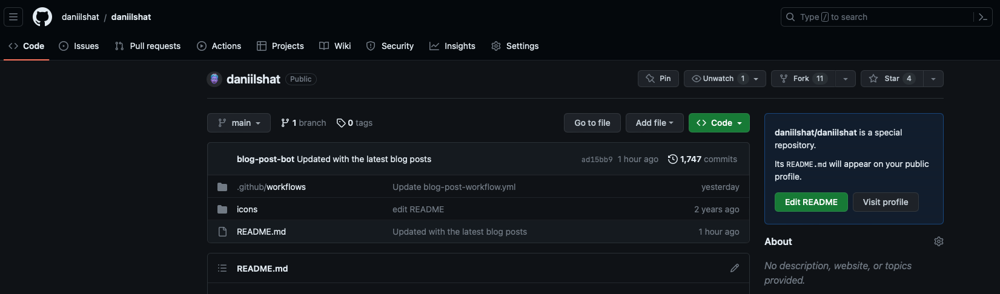 daniilshat / daniilshat
Type / to search
Code Issues Pull requests Actions Projects Wiki Security Insights Settings
daniilshat Public
Pin Unwatch 1 Fork 11 Star 4
main 1 branch 0 tags
Go to file Add file Code
blog-post-bot Updated with the latest blog posts ad15bb9 1 hour ago 1,747 commits
.github/workflows Update blog-post-workflow.yml yesterday
icons edit README 2 years ago
README.md Updated with the latest blog posts 1 hour ago
README.md
daniilshat/daniilshat is a special
repository.
Its README.md will appear on your public
profile.
Edit README Visit profile
About
No description, website, or topics
provided.